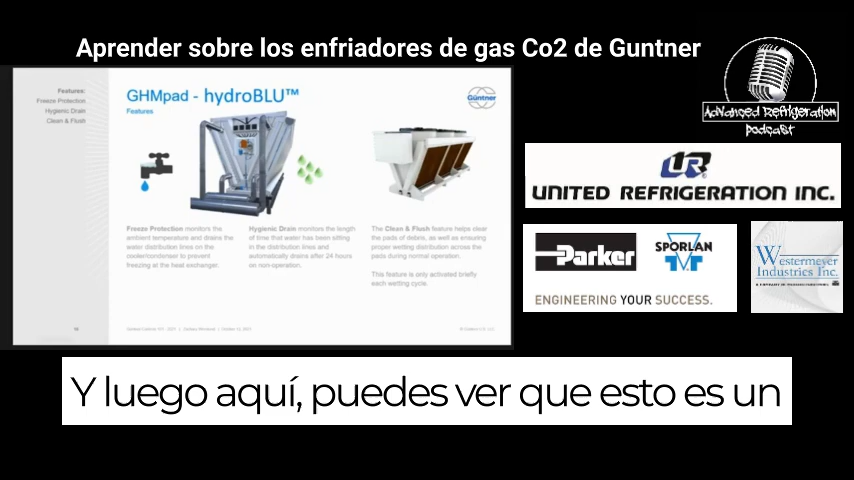 Aprender sobre los enfriadores de gas Co2 de Guntner
Advanced Refrigeration
podcast
Features:
Freeze Protection
Hygienic Drain
Clean & Flush
GHMpad - hydroBLU™
Features
Güntner
Freeze Protection monitors the
ambient temperature and drains the
water distribution lines on the
cooler/condenser to prevent
freezing at the heat exchanger.
Hygienic Drain monitors the length
of time that water has been sitting
in the distribution lines and
automatically drains after 24 hours
on non-operation.
The Clean & Flush feature helps clear
the pads of debris, as well as ensuring
proper wetting distribution across the
pads during normal operation.
This feature is only activated briefly
each wetting cycle.
UR
UNITED REFRIGERATION INC.
Parker
SPORLAN
ENGINEERING YOUR SUCCESS.
Westermeyer
Industries Inc.
Y luego aquí, puedes ver que esto es un